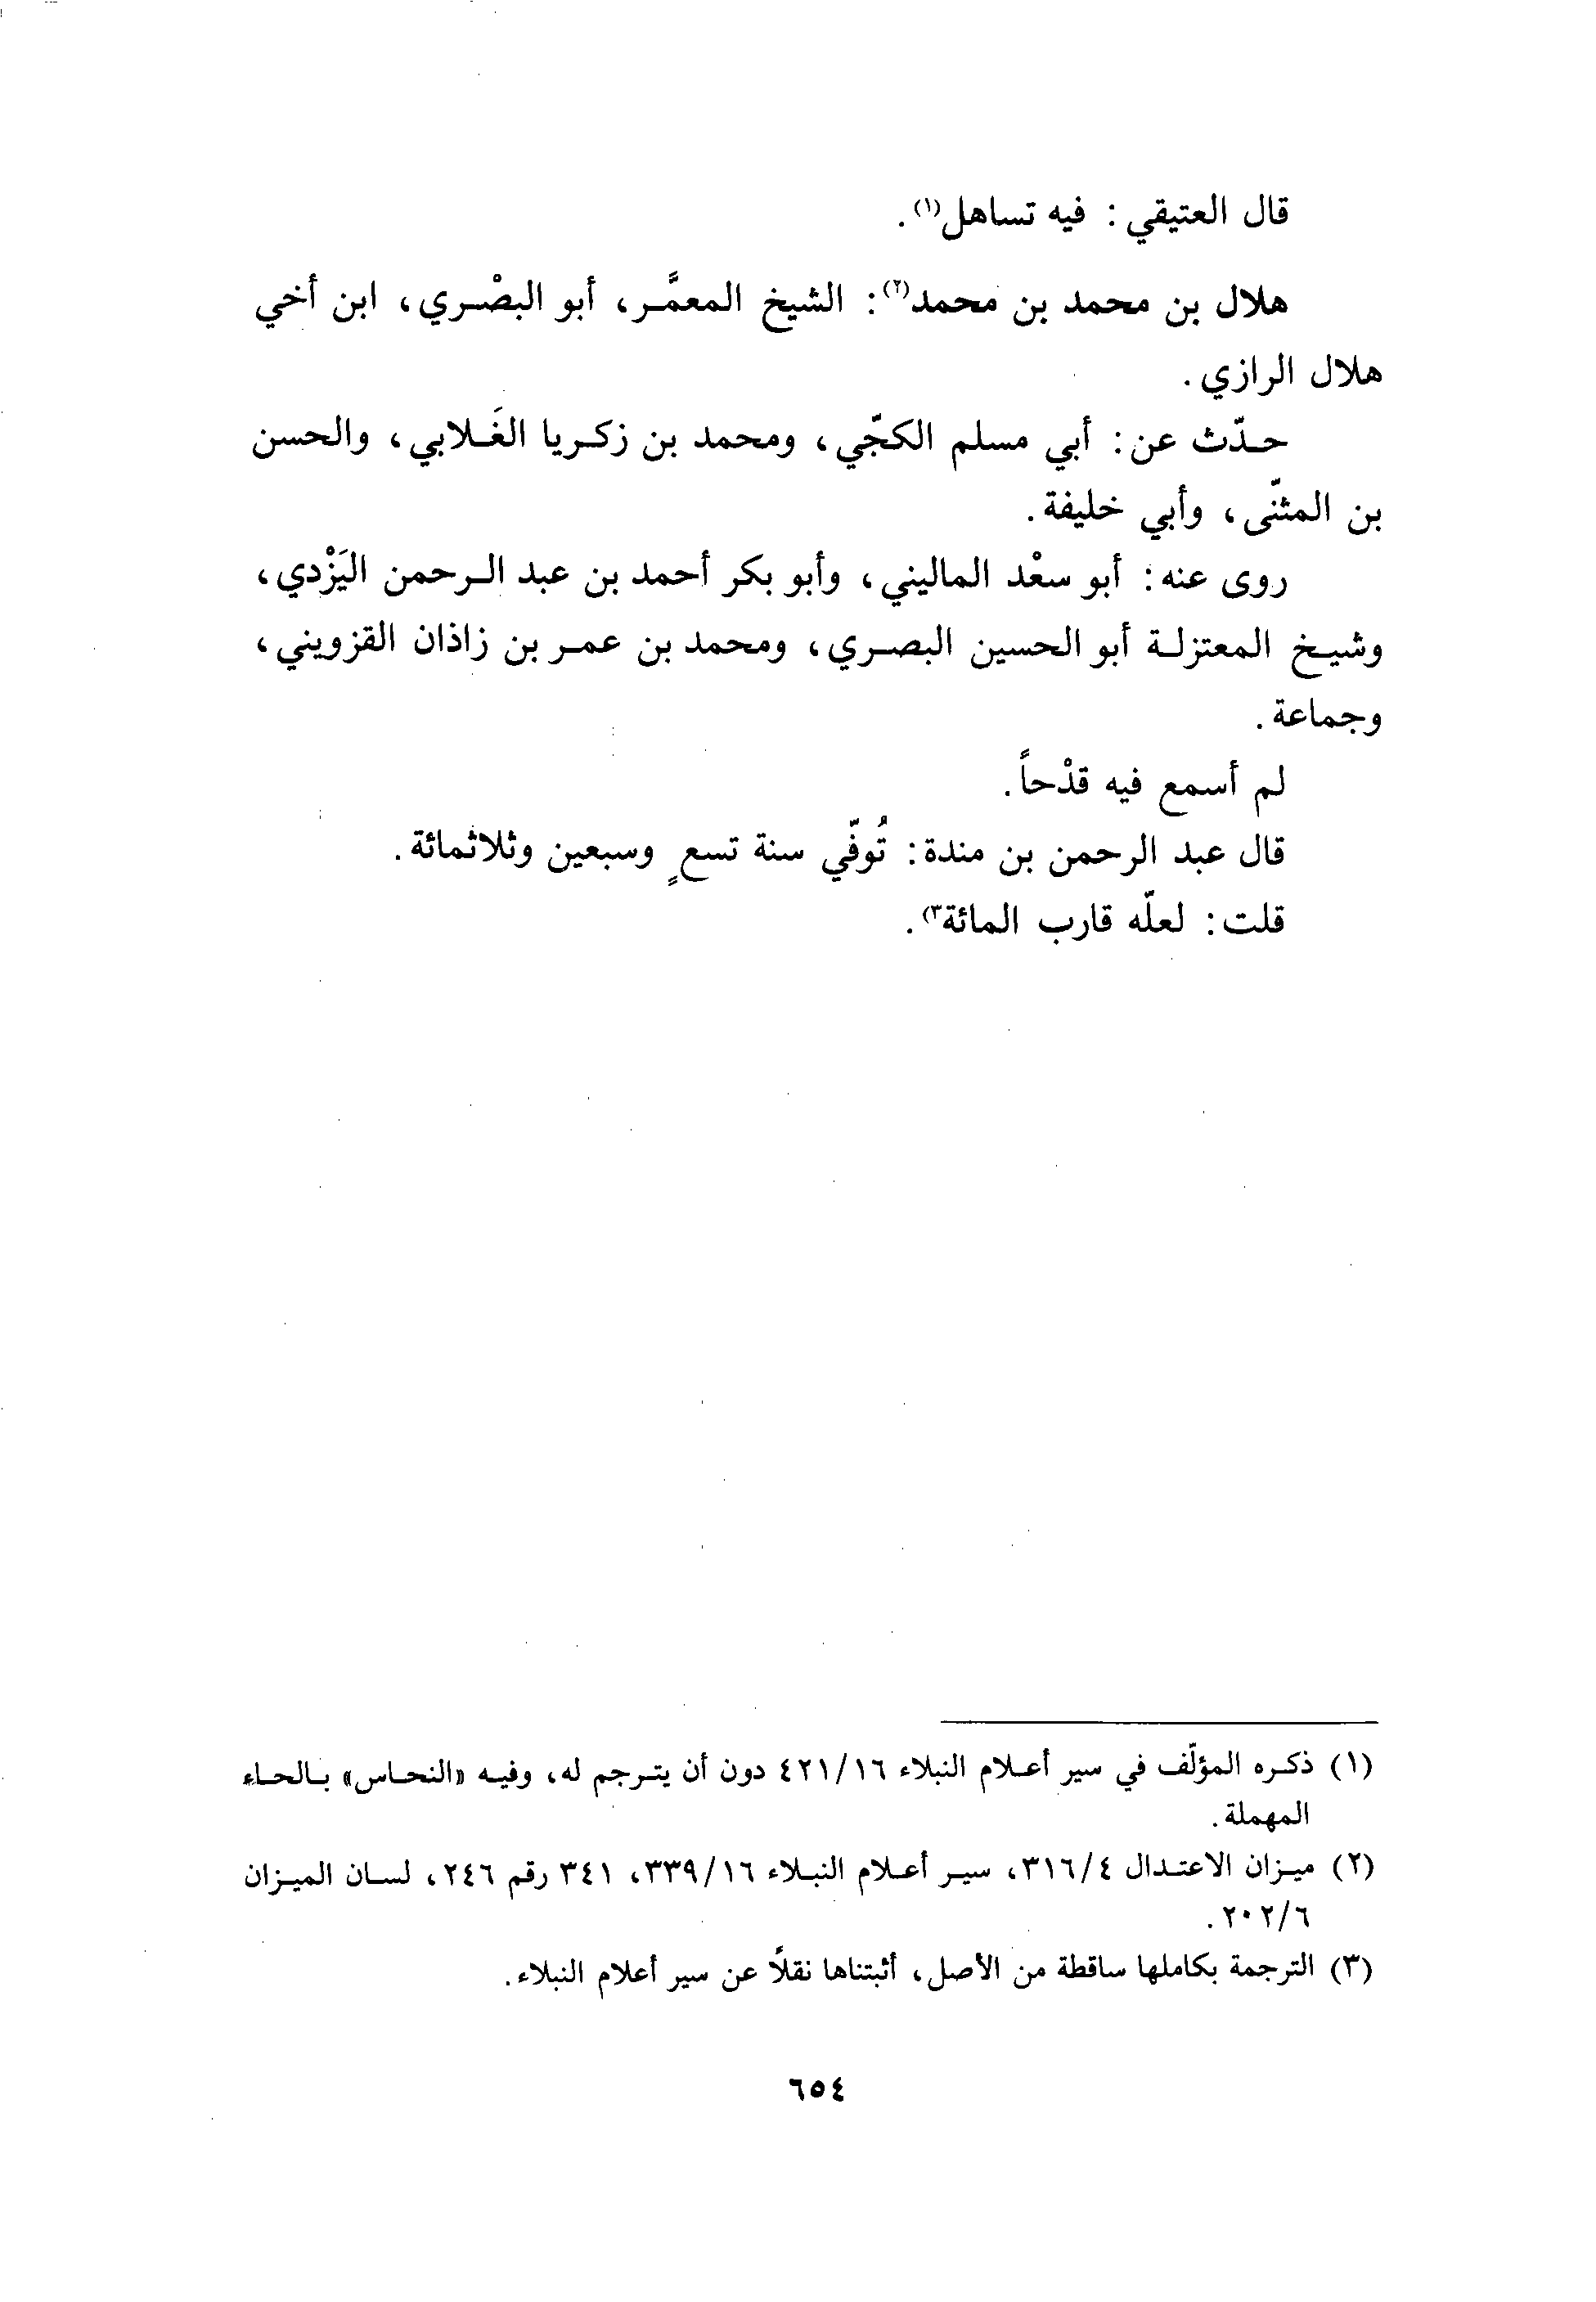 قال العتيقي : فيه تساهل(١).
هلال بن محمد بن محمد(٢): الشيخ المعمَّر، أبو البصْري، ابن أخي
هلال الرازي.
حدّث عن: أبي مسلم الكجّي، ومحمد بن زكريا الغَلابي، والحسن
بن المثنّى، وأبي خليفة.
روى عنه: أبو سعْد الماليني، وأبو بكر أحمد بن عبد الرحمن اليَزْدي،
وشيخ المعتزلة أبو الحسين البصري، ومحمد بن عمر بن زاذان القزويني،
وجماعة.
لم أسمع فيه قدْحاً.
قال عبد الرحمن بن مندة: تُوفّي سنة تسعٍ وسبعين وثلاثمائة.
قلت: لعلّه قارب المائة(٣.
(١) ذكره المؤلّف في سير أعلام النبلاء ٤٢١/١٦ دون أن يترجم له، وفيه «النحاس» بالحاء
المهملة.
(٢) ميزان الاعتدال ٣١٦/٤، سير أعلام النبلاء ٣٣٩/١٦، ٣٤١ رقم ٢٤٦، لسان الميزان
٢٠٢/٦.
(٣) الترجمة بكاملها ساقطة من الأصل، أثبتناها نقلاً عن سير أعلام النبلاء.
٦٥٤